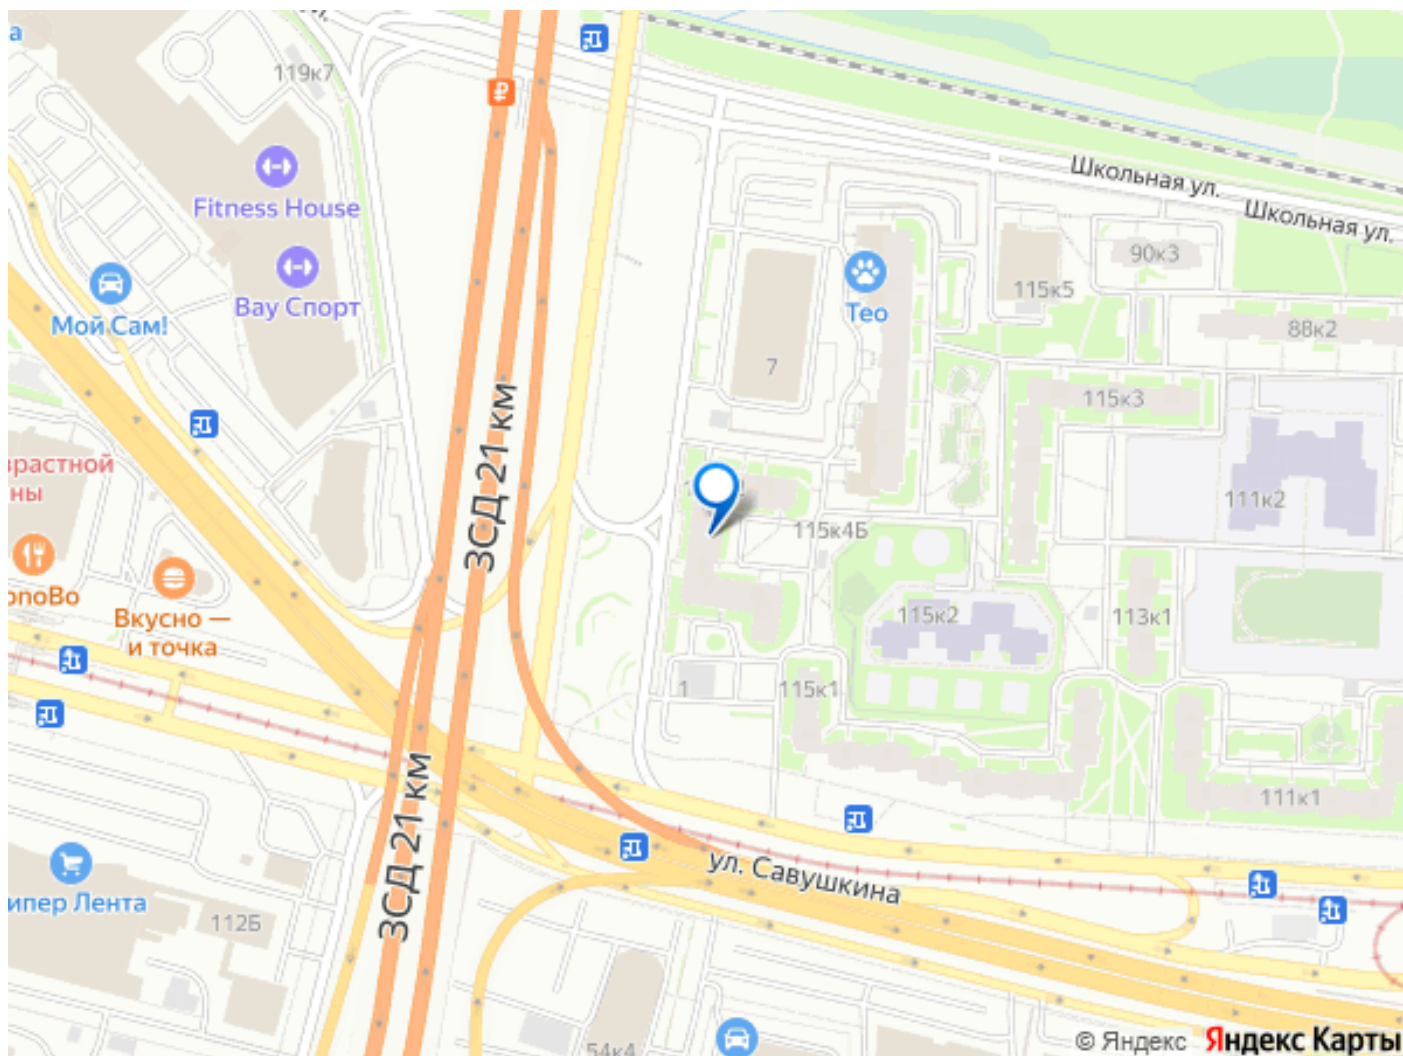 119к7
Fitness House
Вау Спорт
Мой Сам!
Школьная ул.
Школьная ул.
90к3
115к5
Тео
88к2
7
115к3
ЗСД 21 км
111к2
115к4Б
Вкусно —
и точка
115к2
113к1
1
115к1
ЗСД 21 км
111к1
ул. Савушкина
Лента
112Б
54к4
© Яндекс Яндекс Карты